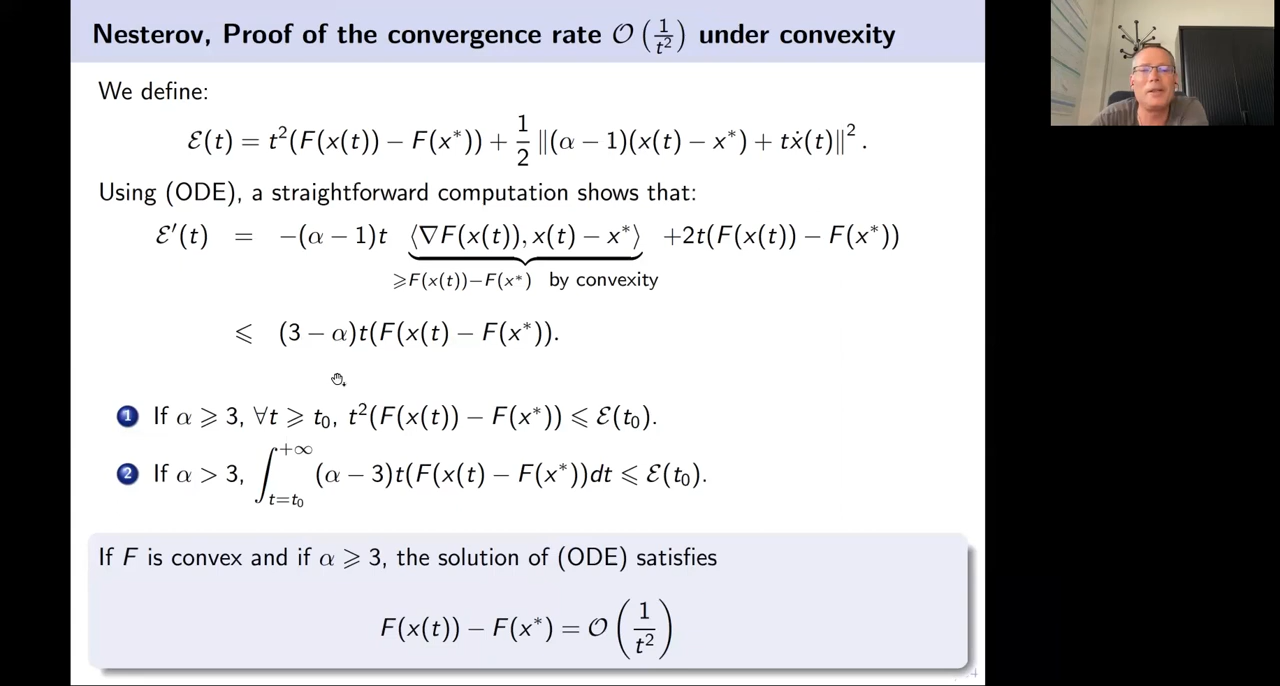 Nesterov, Proof of the convergence rate 𝒪(1/t²) under convexity
We define:
ℰ(t) = t²(F(x(t)) − F(x*)) + 1/2 ‖(α − 1)(x(t) − x*) + tẋ(t)‖².
Using (ODE), a straightforward computation shows that:
ℰ′(t) = −(α − 1)t ⟨∇F(x(t)), x(t) − x*⟩ +2t(F(x(t)) − F(x*))
⩾F(x(t))−F(x*) by convexity
⩽ (3 − α)t(F(x(t) − F(x*)).
1 If α ⩾ 3, ∀t ⩾ t₀, t²(F(x(t)) − F(x*)) ⩽ ℰ(t₀).
2 If α > 3, ∫_{t=t₀}^{+∞} (α − 3)t(F(x(t) − F(x*))dt ⩽ ℰ(t₀).
If F is convex and if α ⩾ 3, the solution of (ODE) satisfies
F(x(t)) − F(x*) = 𝒪(1/t²)